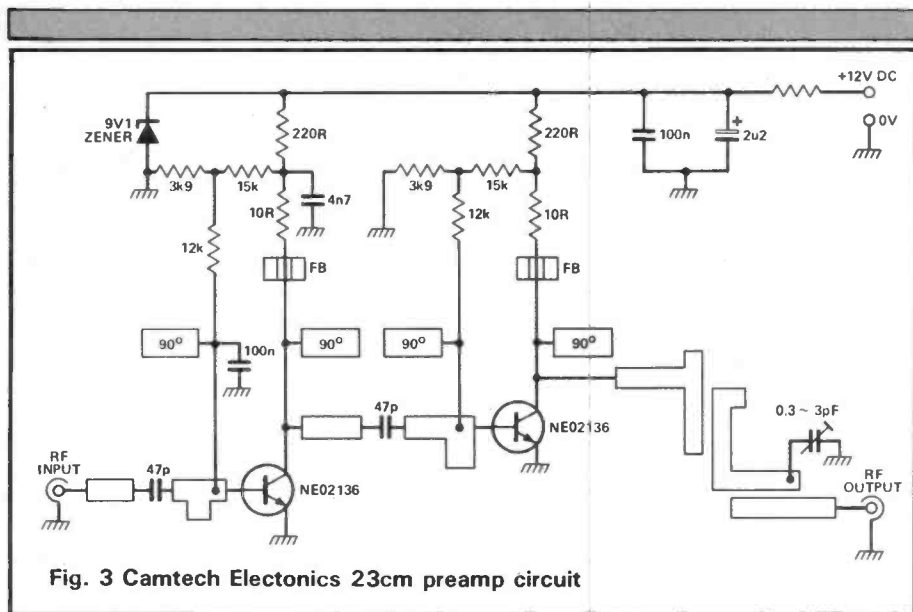 +12V DC
0V
9V1
ZENER
220R
220R
100n
+
2u2
3k9
15k
3k9
15k
4n7
10R
10R
12k
12k
FB
FB
90°
90°
90°
90°
100n
47p
NE02136
0.3 ~ 3pF
RF
INPUT
47p
NE02136
RF
OUTPUT
Fig. 3 Camtech Electonics 23cm preamp circuit